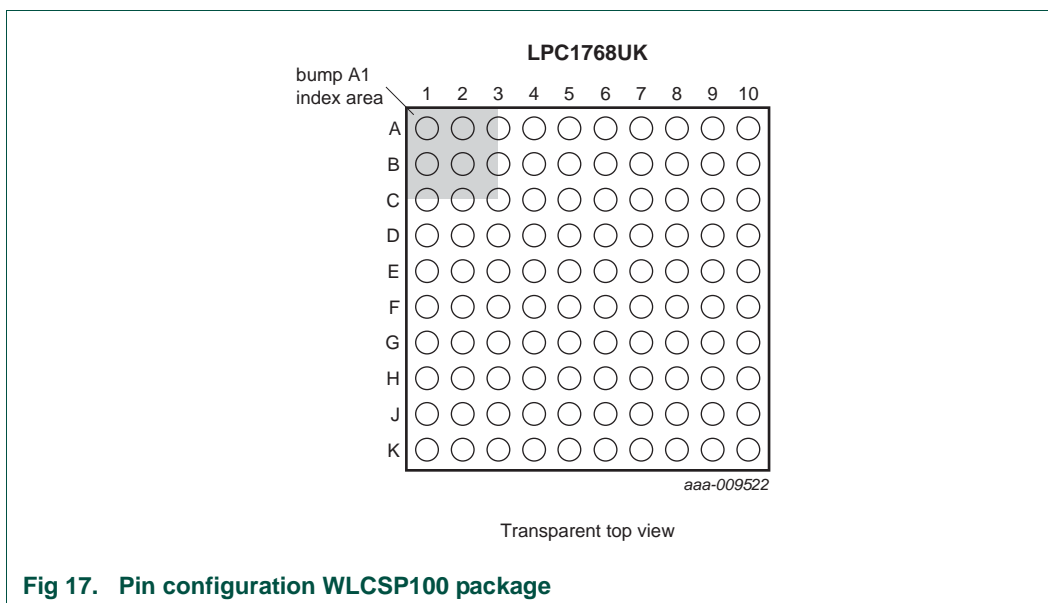 LPC1768UK
bump A1
index area
1 2 3 4 5 6 7 8 9 10
A
B
C
D
E
F
G
H
J
K
aaa-009522
Transparent top view
Fig 17. Pin configuration WLCSP100 package